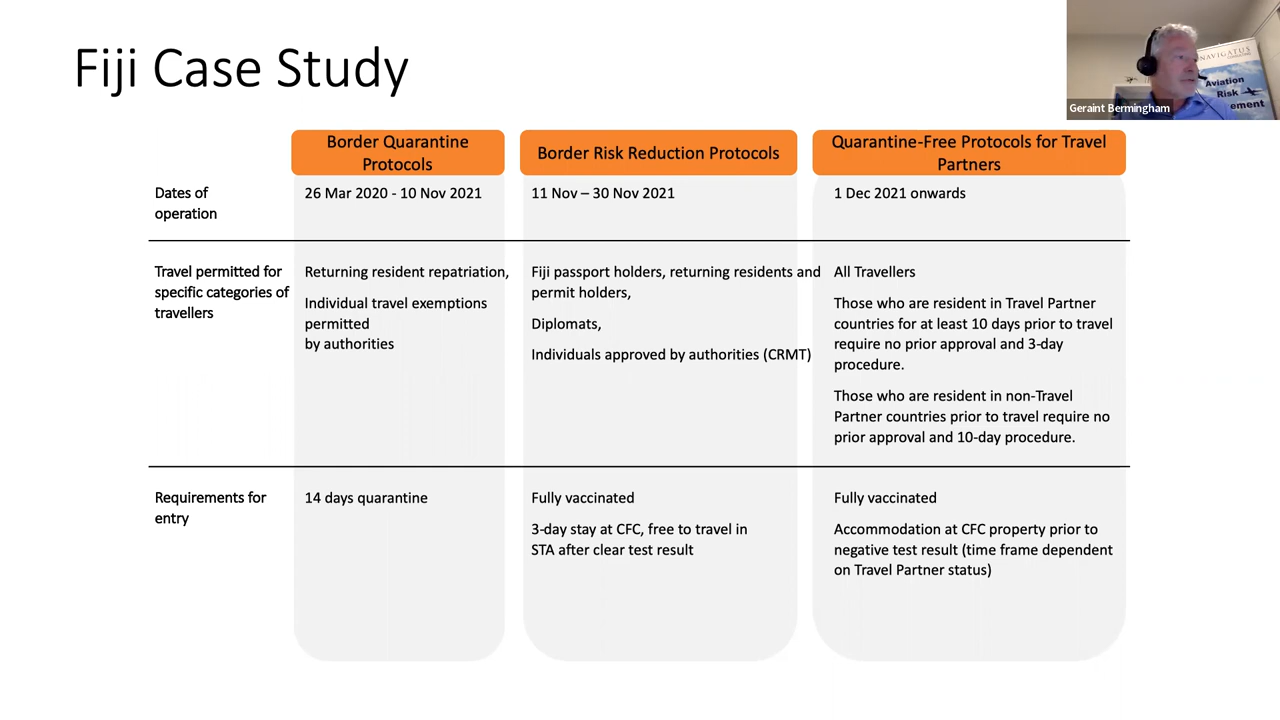 Fiji Case Study
NAVIGATUS
Aviation
Risk
ement
Geraint Bermingham
Border Quarantine
Protocols
Border Risk Reduction Protocols
Quarantine-Free Protocols for Travel
Partners
Dates of
operation
26 Mar 2020 - 10 Nov 2021
11 Nov – 30 Nov 2021
1 Dec 2021 onwards
Travel permitted for
specific categories of
travellers
Returning resident repatriation,
Individual travel exemptions
permitted
by authorities
Fiji passport holders, returning residents and
permit holders,
Diplomats,
Individuals approved by authorities (CRMT)
All Travellers
Those who are resident in Travel Partner
countries for at least 10 days prior to travel
require no prior approval and 3-day
procedure.
Those who are resident in non-Travel
Partner countries prior to travel require no
prior approval and 10-day procedure.
Requirements for
entry
14 days quarantine
Fully vaccinated
3-day stay at CFC, free to travel in
STA after clear test result
Fully vaccinated
Accommodation at CFC property prior to
negative test result (time frame dependent
on Travel Partner status)